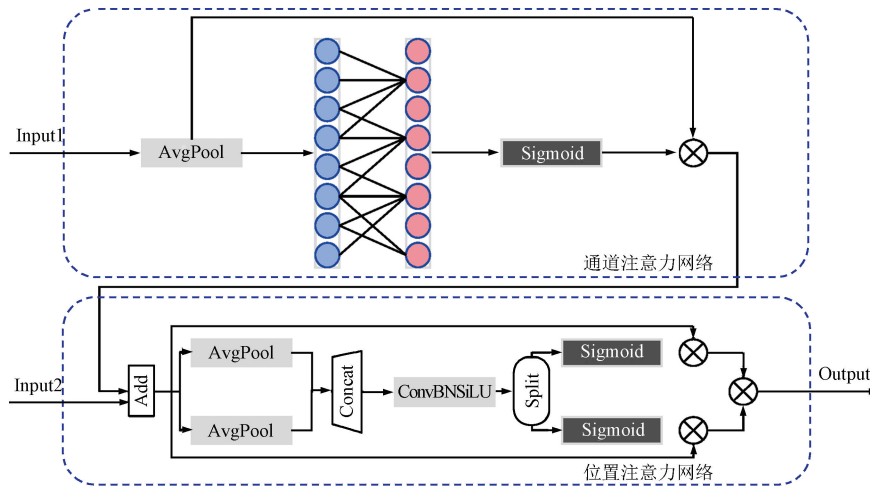 Input1
AvgPool
Sigmoid
通道注意力网络
Input2
Add
AvgPool
AvgPool
Concat
ConvBNSiLU
Split
Sigmoid
Sigmoid
Output
位置注意力网络